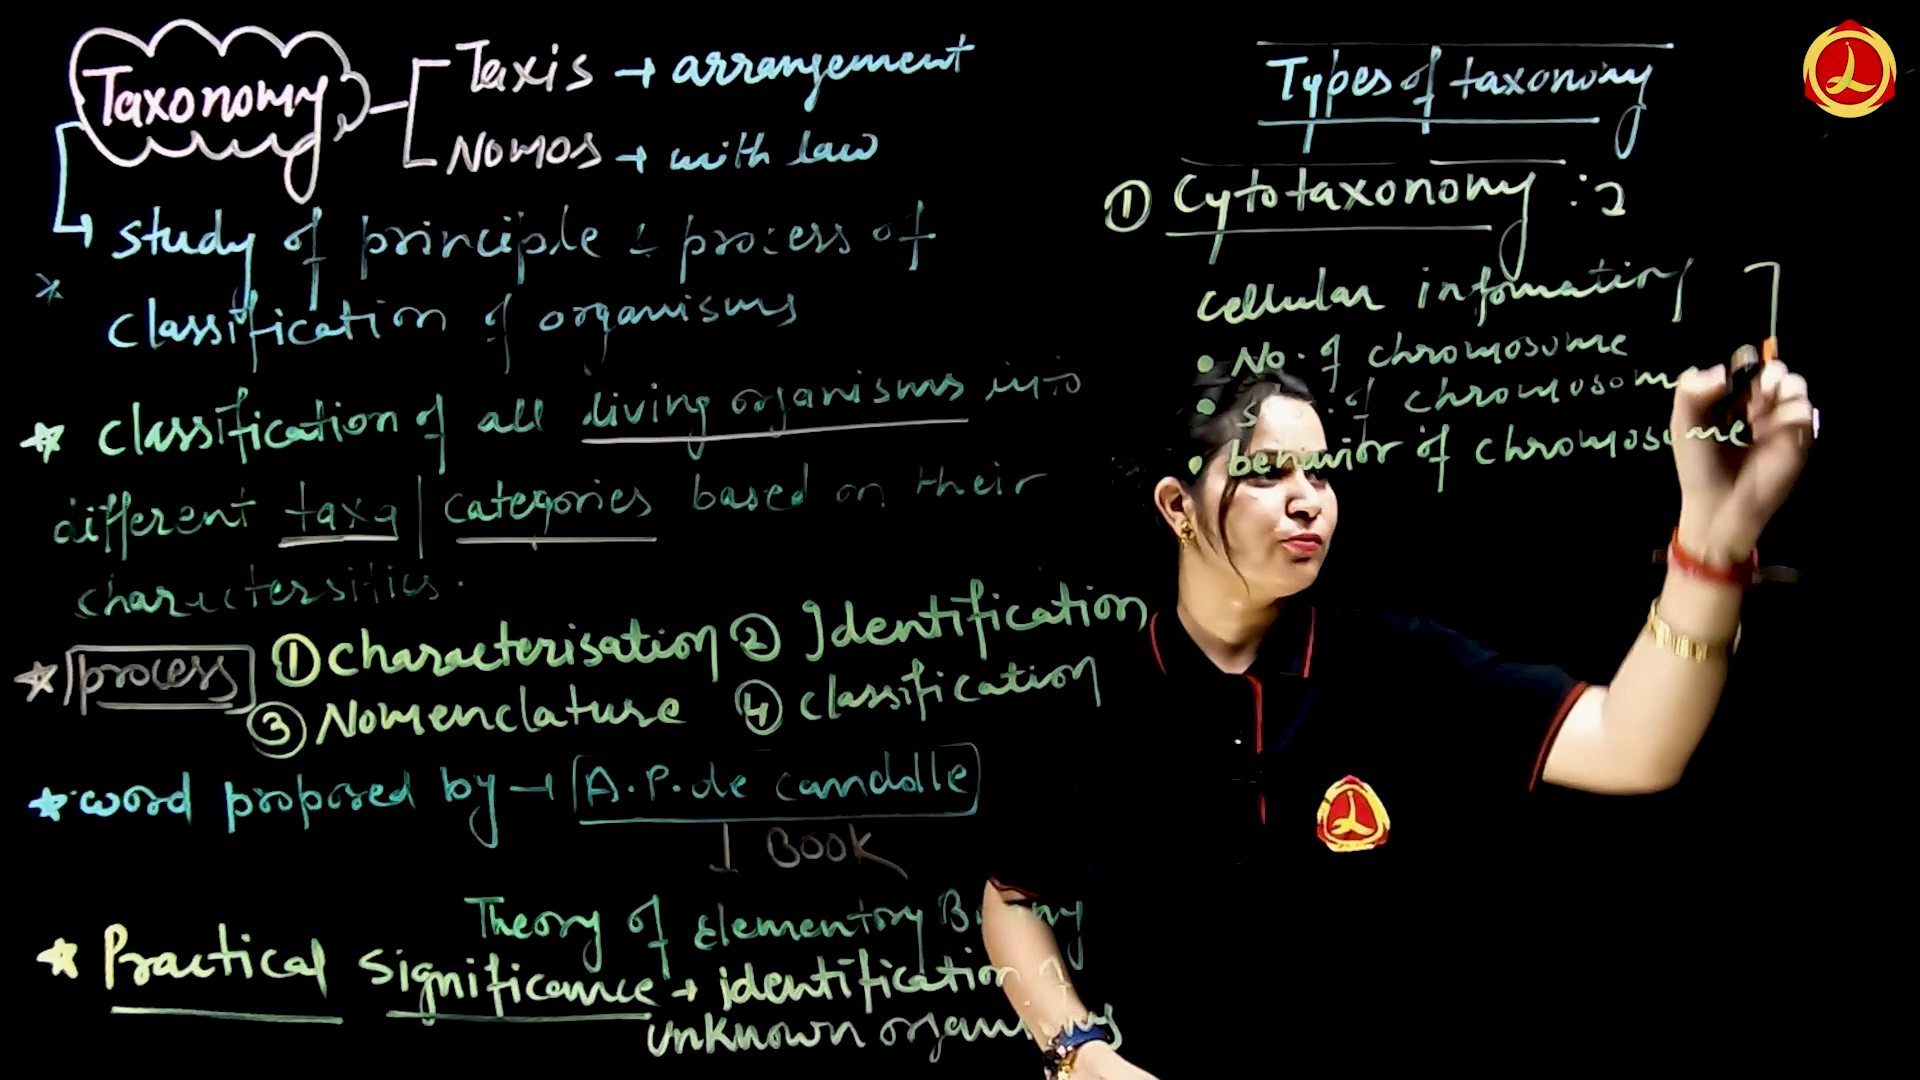 Taxonomy
Taxis → arrangement
Nomos → with law
study of principle & process of
classification of organisms
classification of all living organisms into
different taxa | categories based on their
charactersitics.
process ① characterisation ② Identification
③ Nomenclature ④ classification
word proposed by → A.P. de candolle
↓ BOOK
Theory of Elementory Botany
Practical significance → identification of
unknown organisms
Types of taxonomy
① Cytotaxonomy :-
cellular information
• No. of chromosome
• of chromosome
• behavior of chromosome